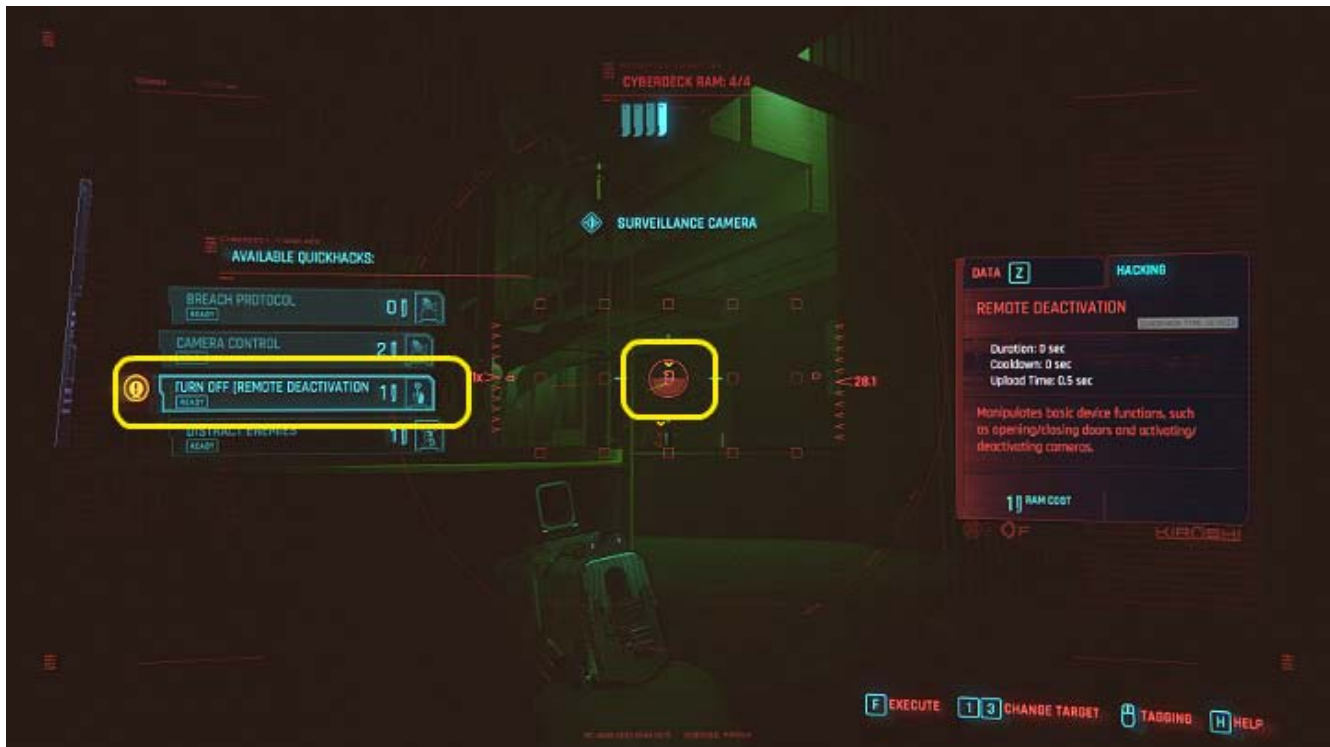 CYBERDECK RAM: 4/4
SURVEILLANCE CAMERA
AVAILABLE QUICKHACKS:
BREACH PROTOCOL 0
READY
CAMERA CONTROL 2
TURN OFF (REMOTE DEACTIVATION 1
READY
DISTRACT ENEMIES 1
READY
1x
28.1
DATA Z HACKING
REMOTE DEACTIVATION
Duration: 0 sec
Cooldown: 0 sec
Upload Time: 0.5 sec
Manipulates basic device functions, such
as opening/closing doors and activating/
deactivating cameras.
1 RAM COST
KIROSHI
F EXECUTE 1 3 CHANGE TARGET TAGGING H HELP